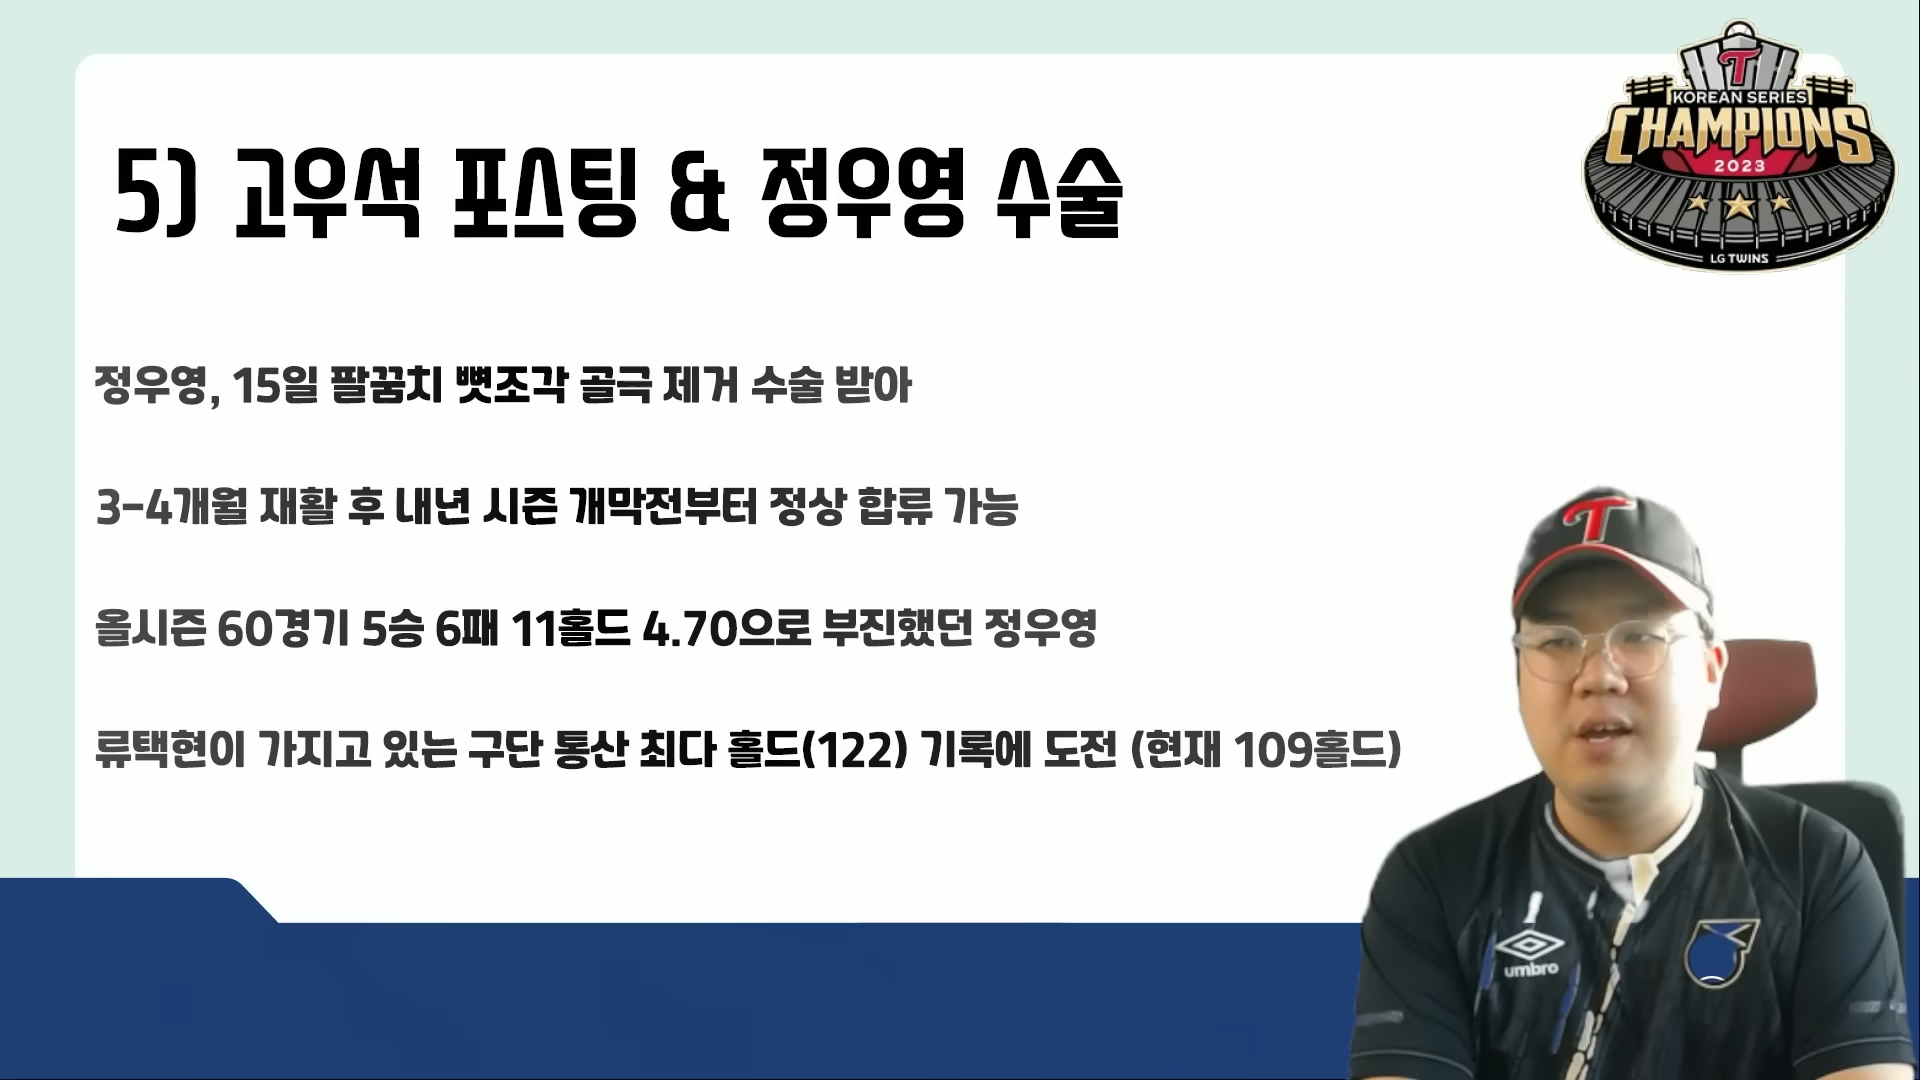 5) 고우석 포스팅 & 정우영 수술
T
KOREAN SERIES
CHAMPIONS
2023
LG TWINS
정우영, 15일 팔꿈치 뼛조각 골극 제거 수술 받아
3-4개월 재활 후 내년 시즌 개막전부터 정상 합류 가능
올시즌 60경기 5승 6패 11홀드 4.70으로 부진했던 정우영
류택현이 가지고 있는 구단 통산 최다 홀드(122) 기록에 도전 (현재 109홀드)
T
umbro